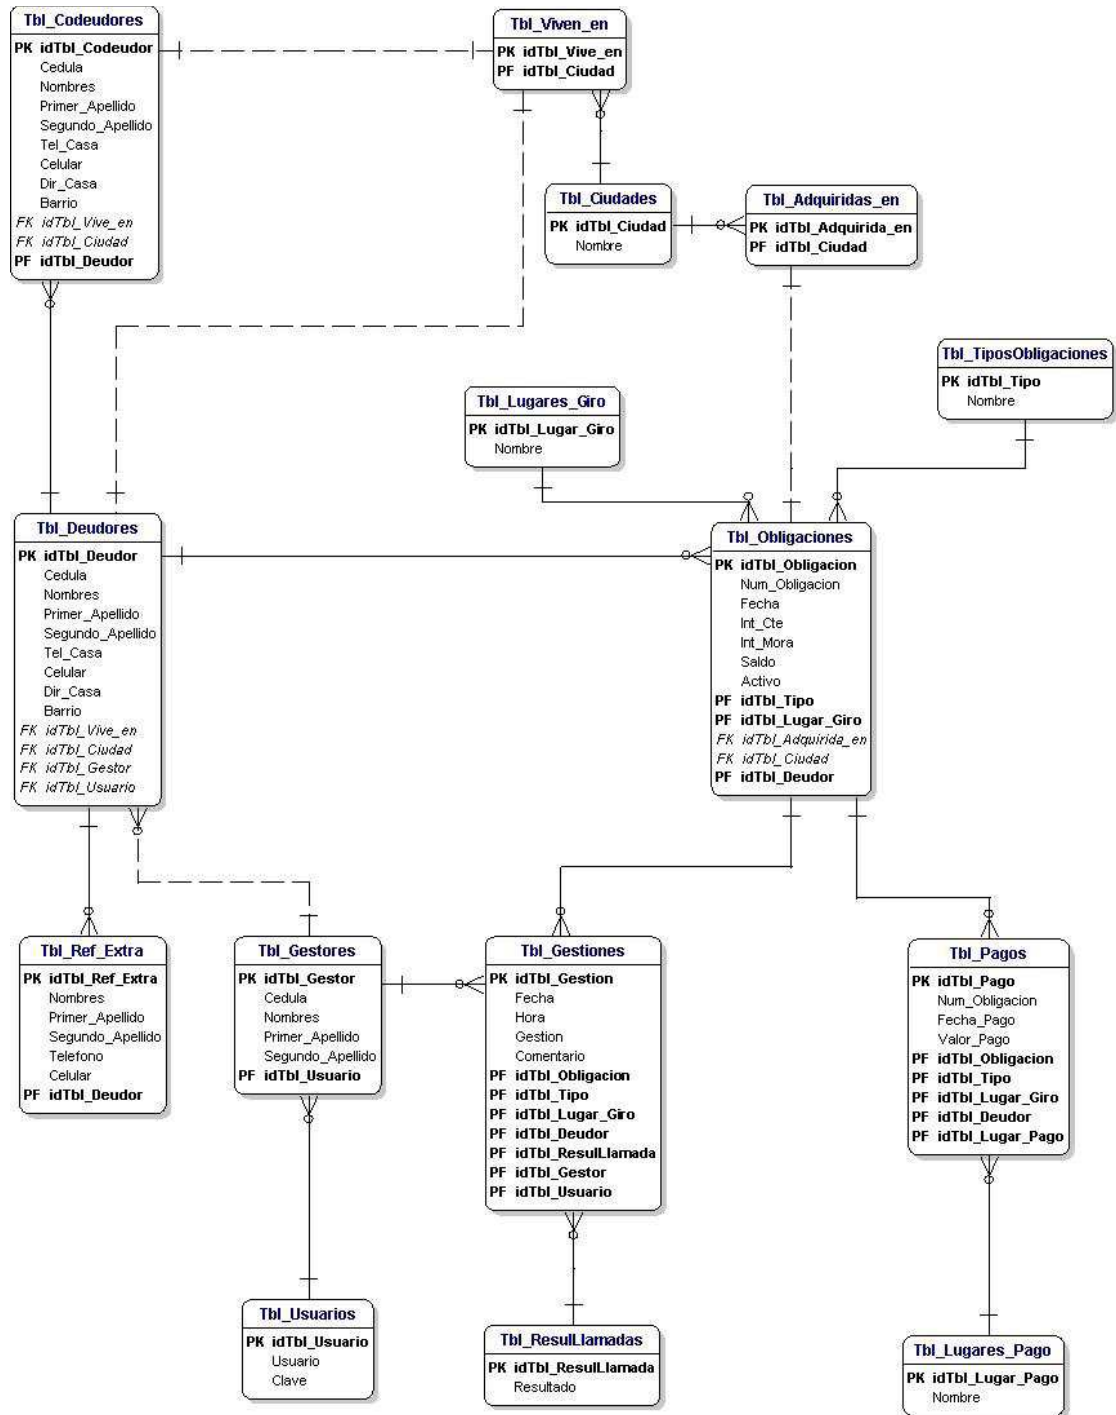 Tbl_Codeudores
PK idTbl_Codeudor
Cedula
Nombres
Primer_Apellido
Segundo_Apellido
Tel_Casa
Celular
Dir_Casa
Barrio
FK idTbl_Vive_en
FK idTbl_Ciudad
PF idTbl_Deudor
Tbl_Viven_en
PK idTbl_Vive_en
PF idTbl_Ciudad
Tbl_Ciudades
PK idTbl_Ciudad
Nombre
Tbl_Adquiridas_en
PK idTbl_Adquirida_en
PF idTbl_Ciudad
Tbl_TiposObligaciones
PK idTbl_Tipo
Nombre
Tbl_Lugares_Giro
PK idTbl_Lugar_Giro
Nombre
Tbl_Deudores
PK idTbl_Deudor
Cedula
Nombres
Primer_Apellido
Segundo_Apellido
Tel_Casa
Celular
Dir_Casa
Barrio
FK idTbl_Vive_en
FK idTbl_Ciudad
FK idTbl_Gestor
FK idTbl_Usuario
Tbl_Obligaciones
PK idTbl_Obligacion
Num_Obligacion
Fecha
Int_Cte
Int_Mora
Saldo
Activo
PF idTbl_Tipo
PF idTbl_Lugar_Giro
FK idTbl_Adquirida_en
FK idTbl_Ciudad
PF idTbl_Deudor
Tbl_Ref_Extra
PK idTbl_Ref_Extra
Nombres
Primer_Apellido
Segundo_Apellido
Telefono
Celular
PF idTbl_Deudor
Tbl_Gestores
PK idTbl_Gestor
Cedula
Nombres
Primer_Apellido
Segundo_Apellido
PF idTbl_Usuario
Tbl_Gestiones
PK idTbl_Gestion
Fecha
Hora
Gestion
Comentario
PF idTbl_Obligacion
PF idTbl_Tipo
PF idTbl_Lugar_Giro
PF idTbl_Deudor
PF idTbl_ResulLlamada
PF idTbl_Gestor
PF idTbl_Usuario
Tbl_Pagos
PK idTbl_Pago
Num_Obligacion
Fecha_Pago
Valor_Pago
PF idTbl_Obligacion
PF idTbl_Tipo
PF idTbl_Lugar_Giro
PF idTbl_Deudor
PF idTbl_Lugar_Pago
Tbl_Usuarios
PK idTbl_Usuario
Usuario
Clave
Tbl_ResulLlamadas
PK idTbl_ResulLlamada
Resultado
Tbl_Lugares_Pago
PK idTbl_Lugar_Pago
Nombre